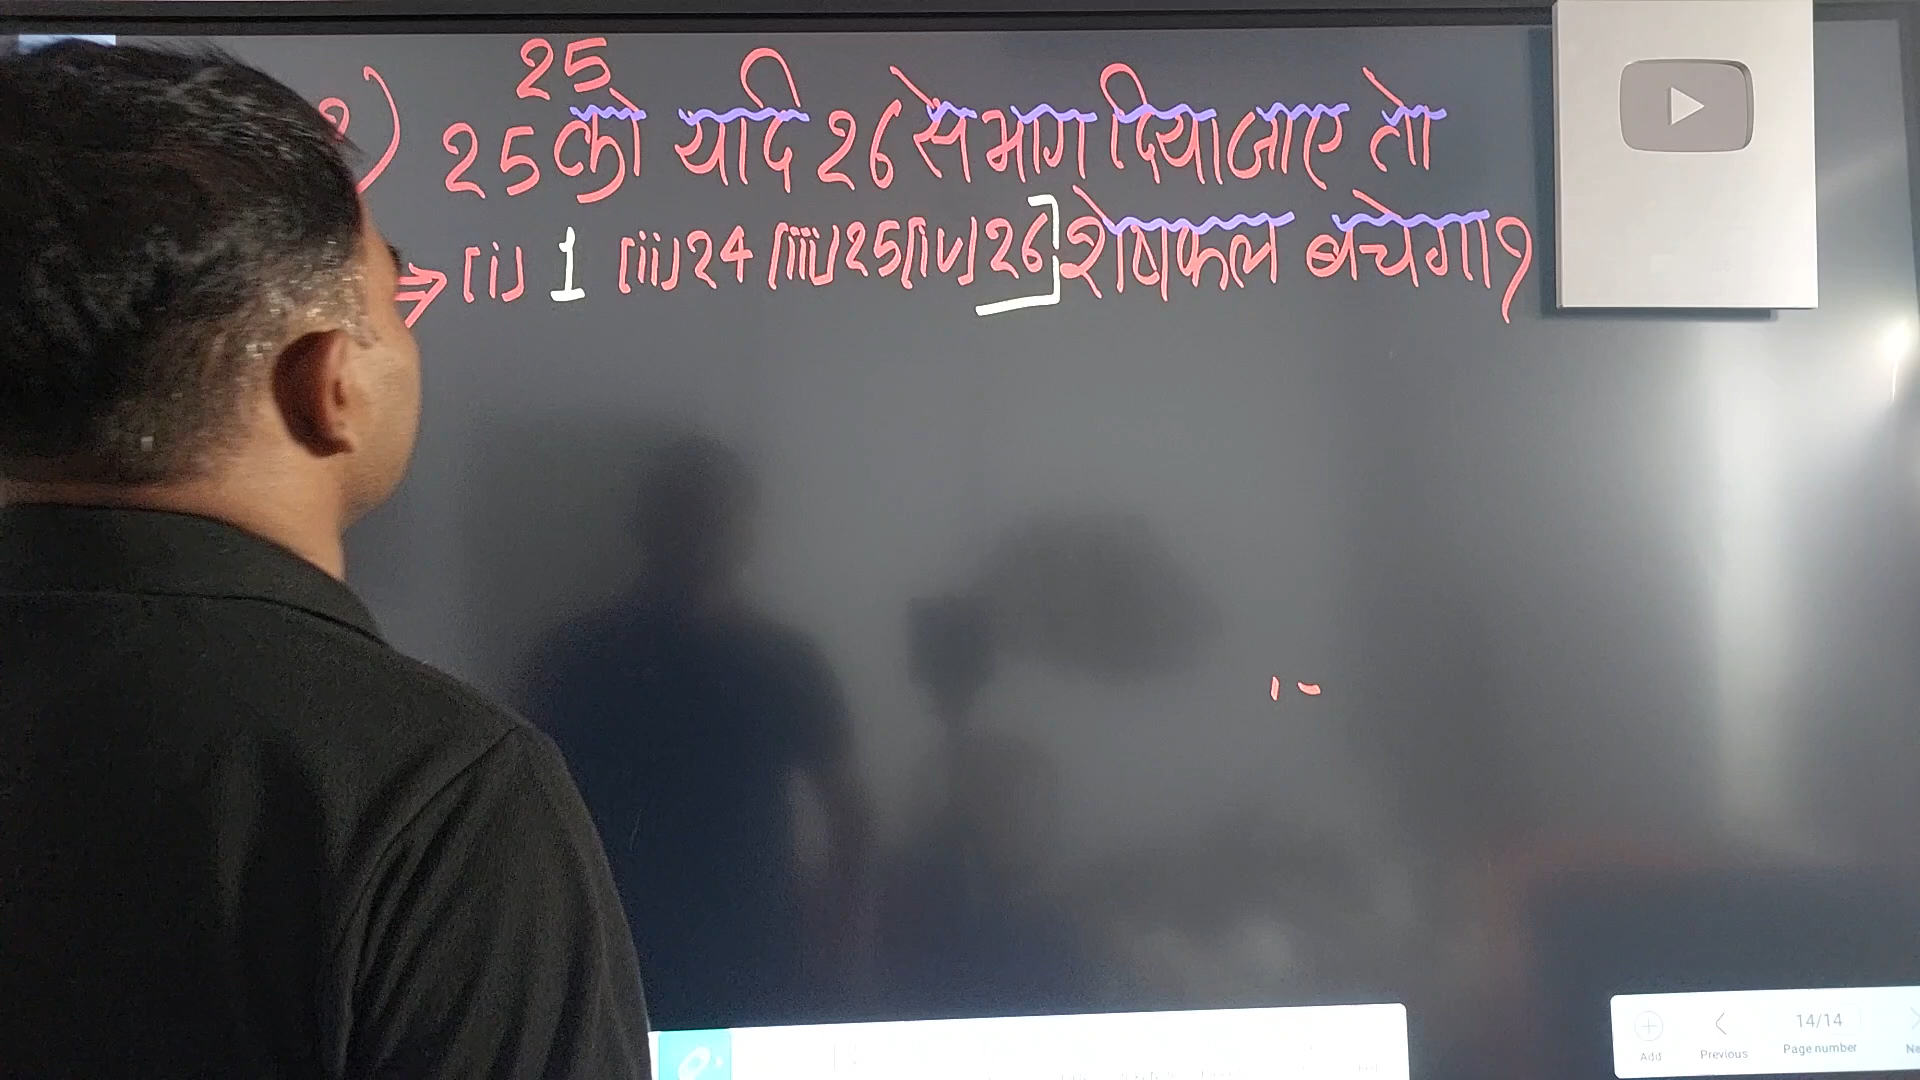 25
25 को यदि 26 से भाग दिया जाए तो
⇒ [i] 1 [ii] 24 [iii] 25 [iv] 26] शेषफल बचेगा?
14/14
Add Previous Page number